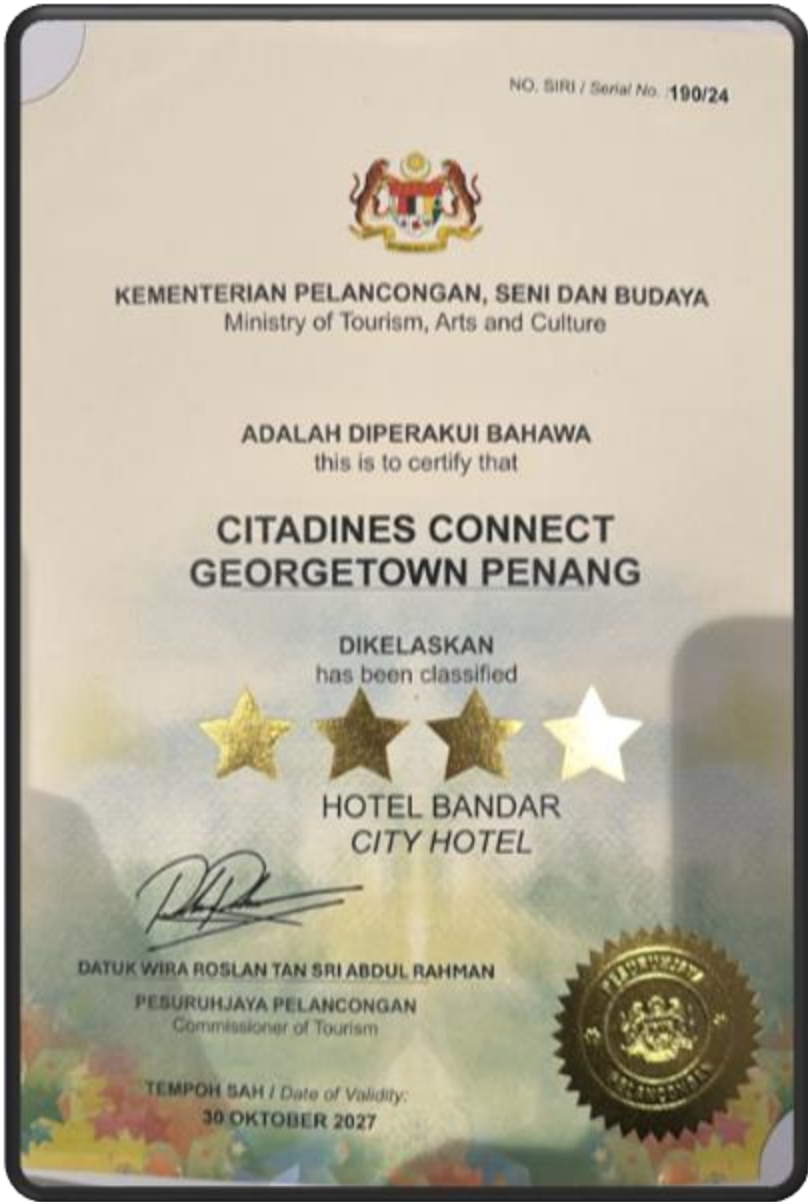 NO. SIRI / Serial No. :190/24
KEMENTERIAN PELANCONGAN, SENI DAN BUDAYA
Ministry of Tourism, Arts and Culture
ADALAH DIPERAKUI BAHAWA
this is to certify that
CITADINES CONNECT
GEORGETOWN PENANG
DIKELASKAN
has been classified
HOTEL BANDAR
CITY HOTEL
DATUK WIRA ROSLAN TAN SRI ABDUL RAHMAN
PESURUHJAYA PELANCONGAN
Commissioner of Tourism
TEMPOH SAH / Date of Validity:
30 OKTOBER 2027
PESURUHJAYA
PELANCONGAN